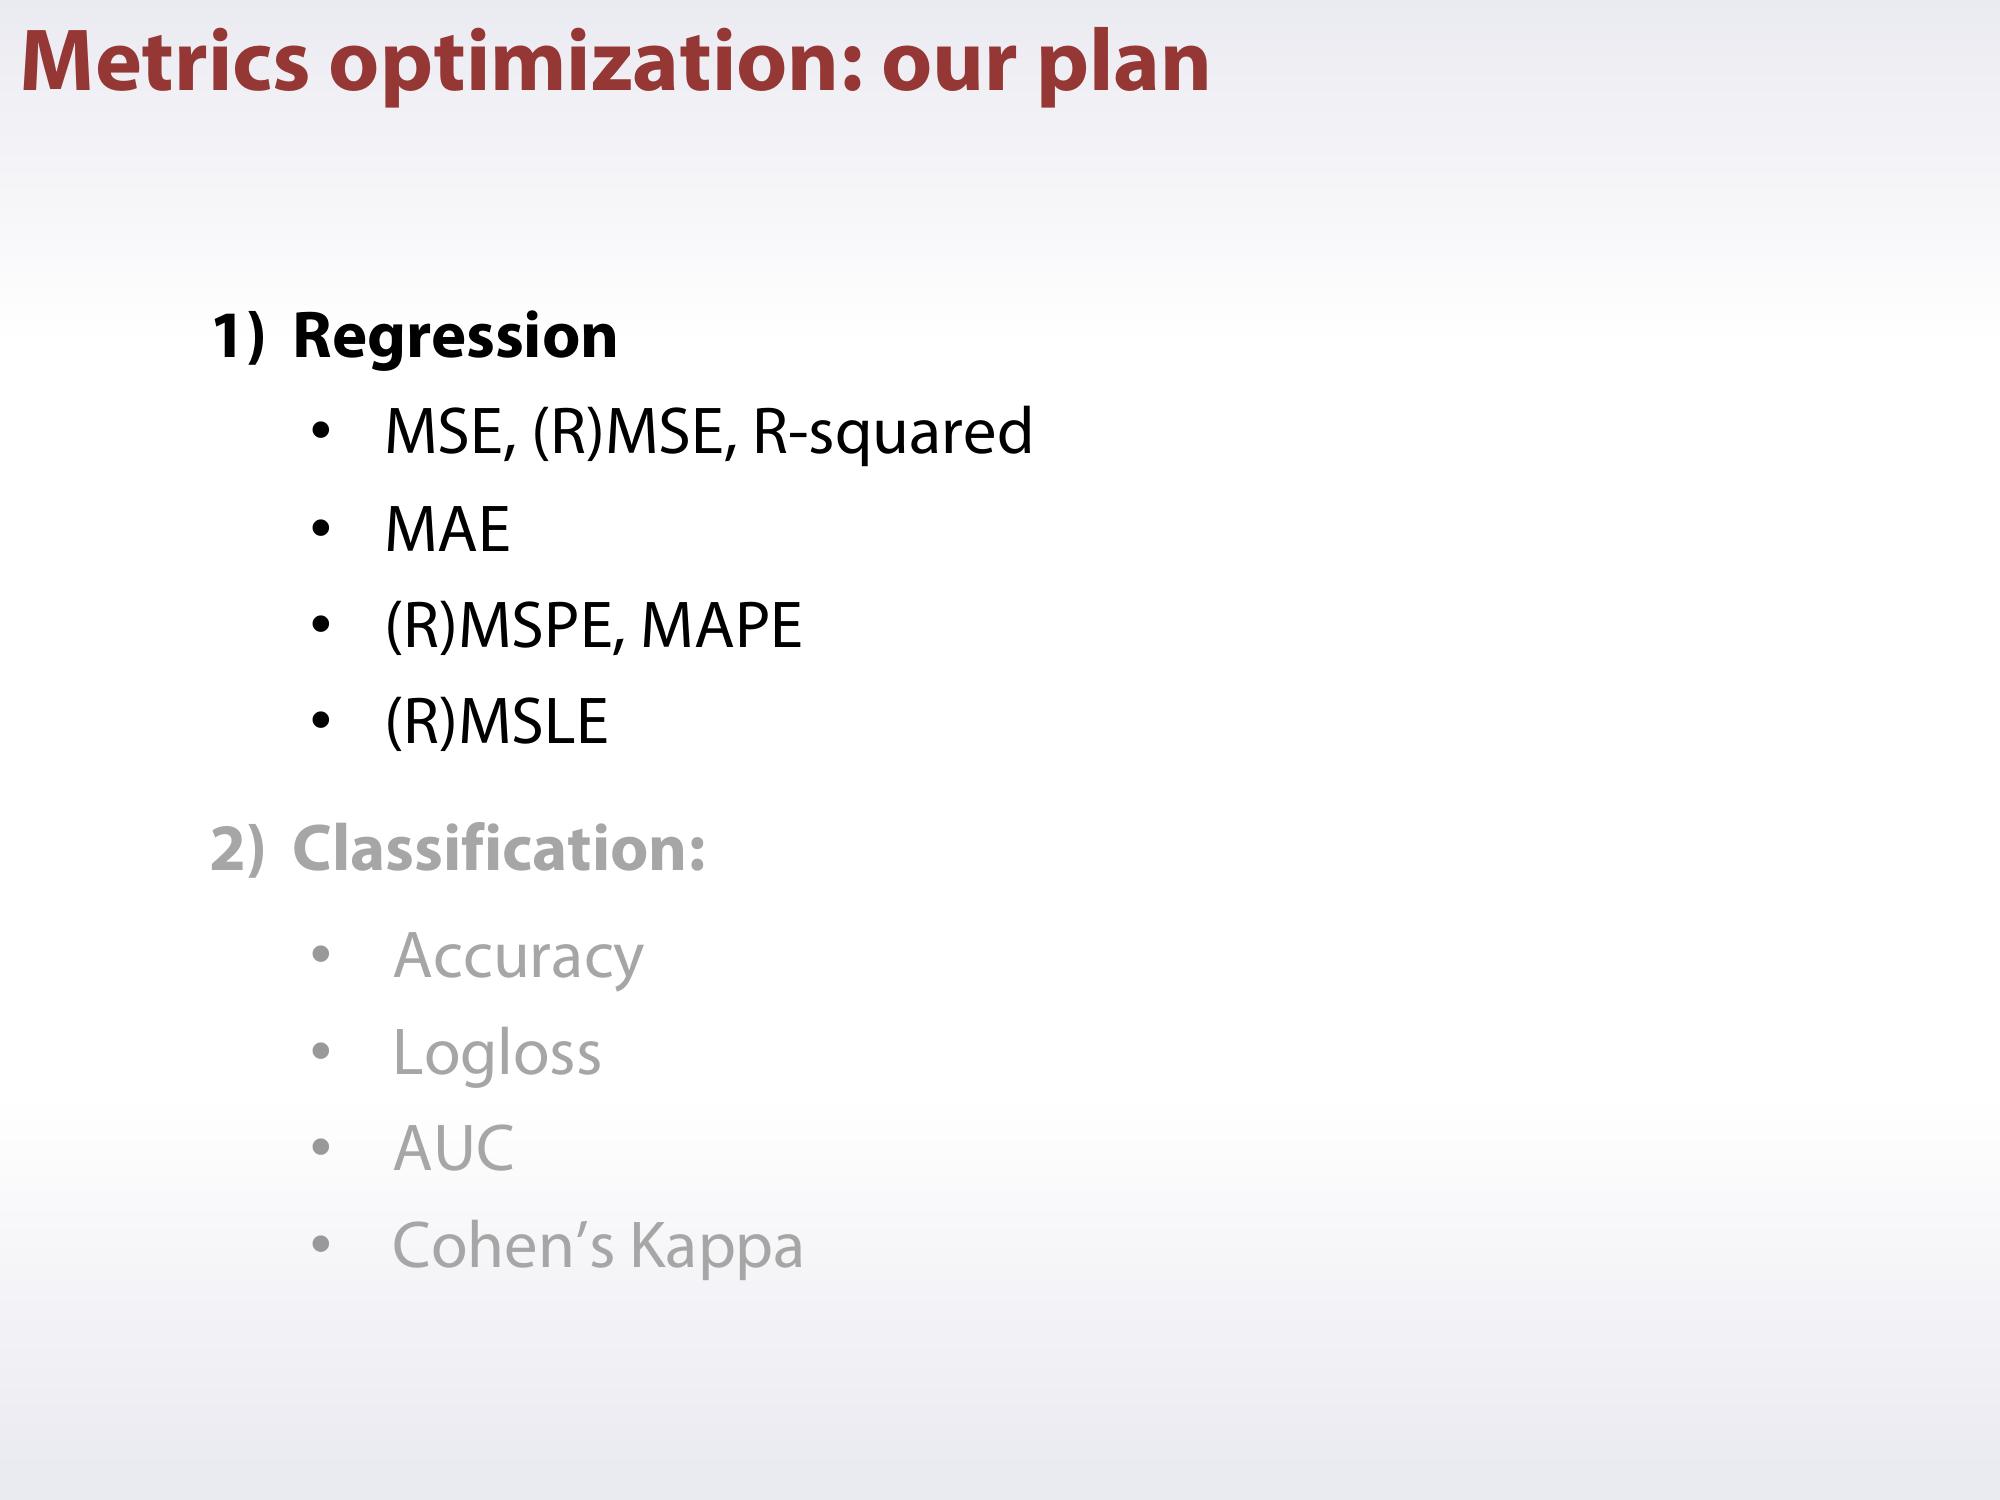 Metrics optimization: our plan
1) Regression
• MSE, (R)MSE, R-squared
• MAE
• (R)MSPE, MAPE
• (R)MSLE
2) Classification:
• Accuracy
• Logloss
• AUC
• Cohen’s Kappa